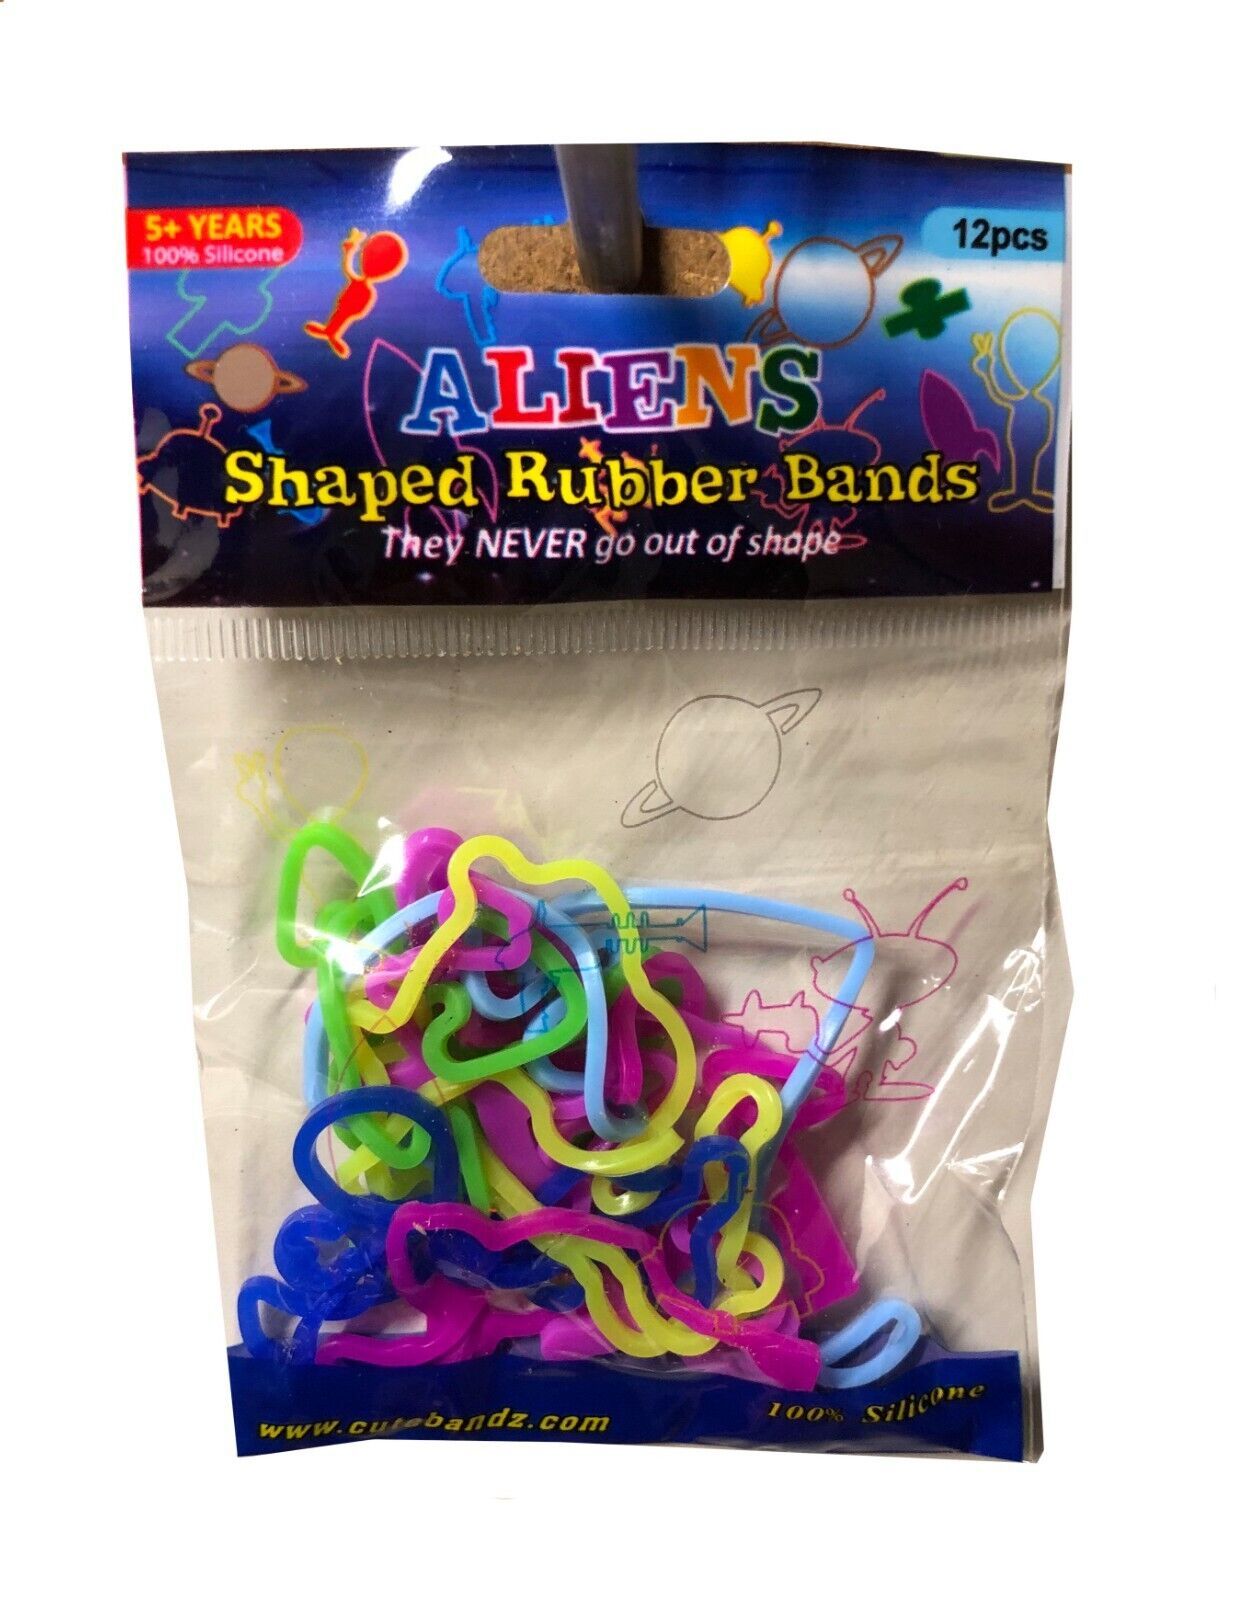 5+ YEARS
100% Silicone
12pcs
ALIENS
Shaped Rubber Bands
They NEVER go out of shape
www.cutebandz.com
100% Silicone